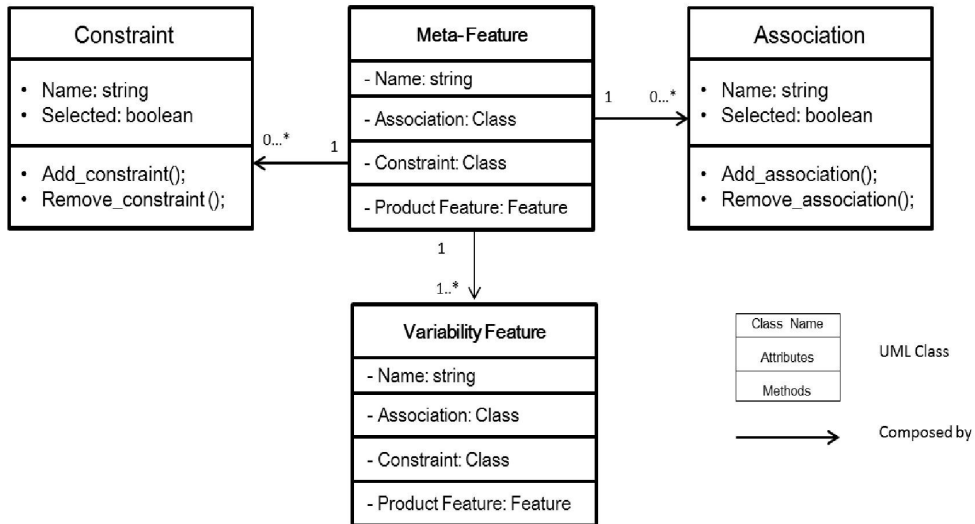 Constraint
• Name: string
• Selected: boolean
• Add_constraint();
• Remove_constraint();
0...*
1
Meta-Feature
- Name: string
- Association: Class
- Constraint: Class
- Product Feature: Feature
1
0...*
Association
• Name: string
• Selected: boolean
• Add_association();
• Remove_association();
1
1..*
Variability Feature
- Name: string
- Association: Class
- Constraint: Class
- Product Feature: Feature
Class Name
Attributes
Methods
UML Class
Composed by